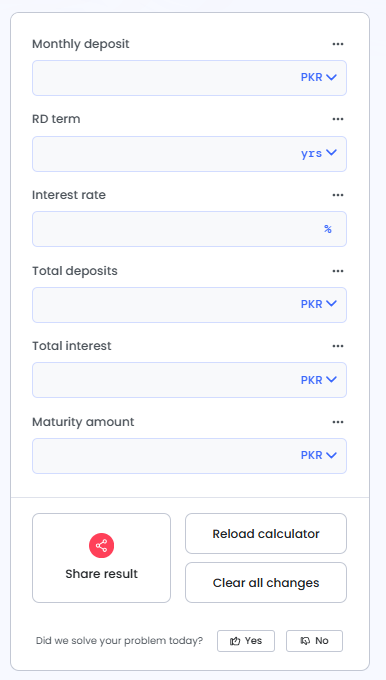 Monthly deposit ...
PKR
RD term ...
yrs
Interest rate ...
%
Total deposits ...
PKR
Total interest ...
PKR
Maturity amount ...
PKR
Share result
Reload calculator
Clear all changes
Did we solve your problem today? Yes No